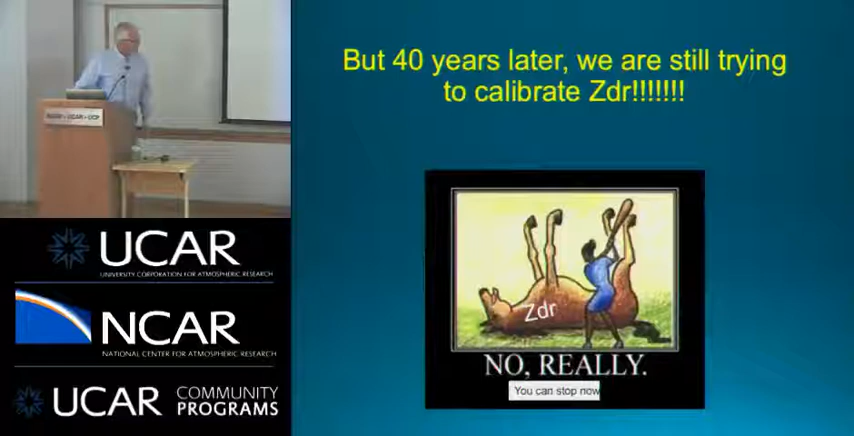 But 40 years later, we are still trying
to calibrate Zdr!!!!!!!
Zdr
NO, REALLY.
You can stop now
UCAR
UNIVERSITY CORPORATION FOR ATMOSPHERIC RESEARCH
NCAR
NATIONAL CENTER FOR ATMOSPHERIC RESEARCH
UCAR COMMUNITY
PROGRAMS